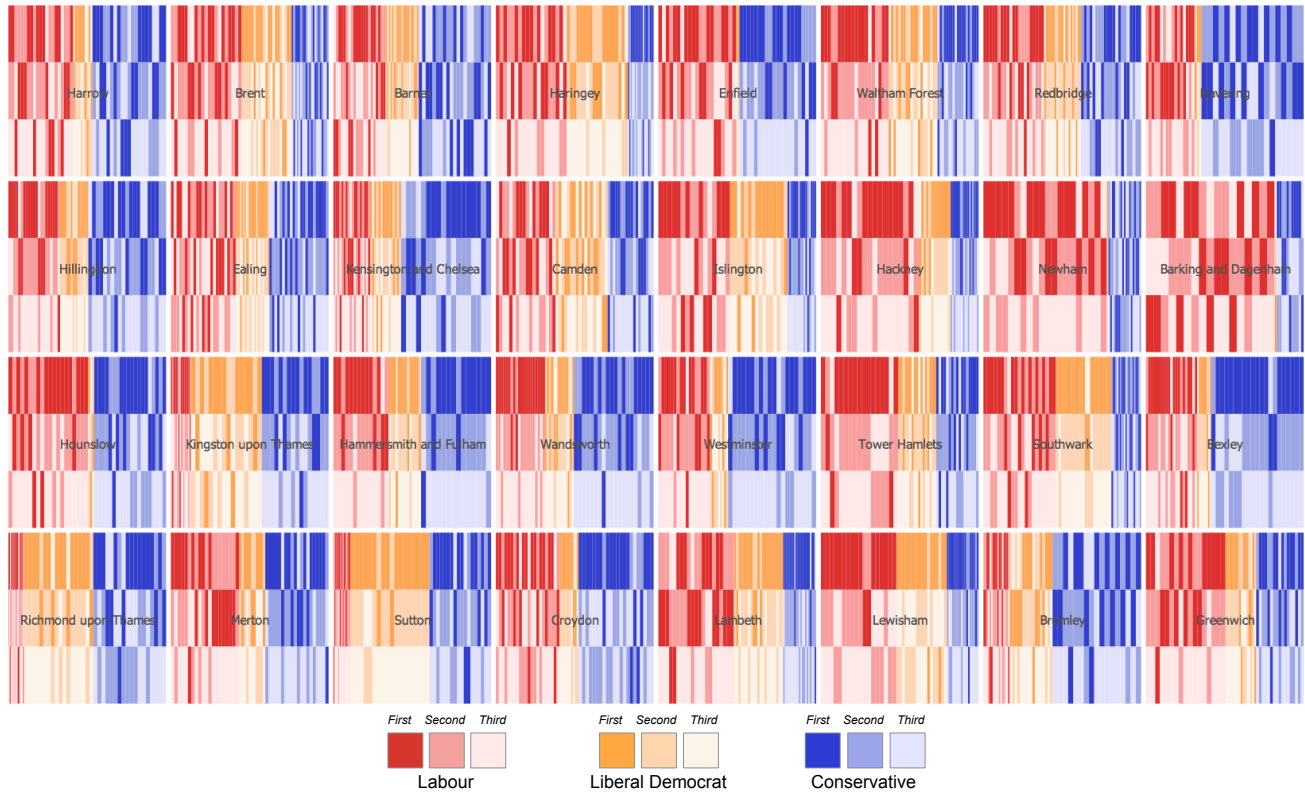 Harrow Brent Barnet Haringey Enfield Waltham Forest Redbridge Havering
Hillingdon Ealing Kensington and Chelsea Camden Islington Hackney Newham Barking and Dagenham
Hounslow Kingston upon Thames Hammersmith and Fulham Wandsworth Westminster Tower Hamlets Southwark Bexley
Richmond upon Thames Merton Sutton Croydon Lambeth Lewisham Bromley Greenwich
First Second Third First Second Third First Second Third
Labour Liberal Democrat Conservative